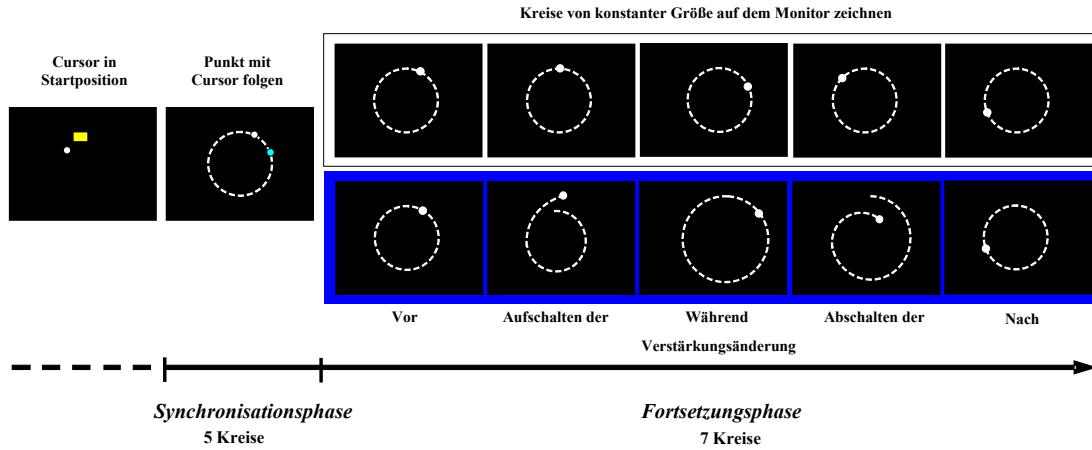 Kreise von konstanter Größe auf dem Monitor zeichnen
Cursor in
Startposition
Punkt mit
Cursor folgen
Vor
Aufschalten der
Während
Abschalten der
Nach
Verstärkungsänderung
Synchronisationsphase
5 Kreise
Fortsetzungsphase
7 Kreise